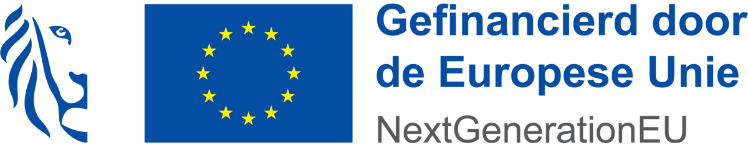 Gefinancierd door
de Europese Unie
NextGenerationEU